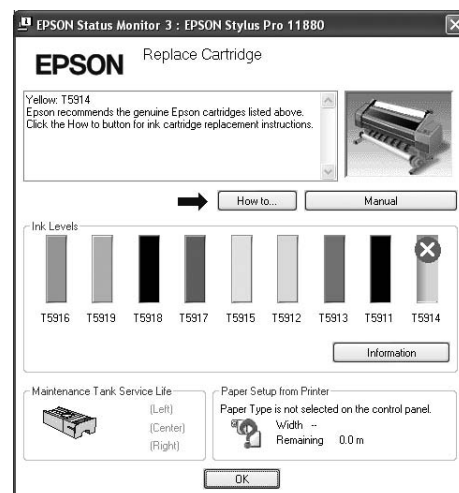 EPSON Status Monitor 3 : EPSON Stylus Pro 11880
EPSON
Replace Cartridge
Yellow: T5914
Epson recommends the genuine Epson cartridges listed above.
Click the How to button for ink cartridge replacement instructions.
How to...
Manual
Ink Levels
T5916 T5919 T5918 T5917 T5915 T5912 T5913 T5911 T5914
Information
Maintenance Tank Service Life
(Left)
(Center)
(Right)
Paper Setup from Printer
Paper Type is not selected on the control panel.
Width --
Remaining 0.0 m
OK